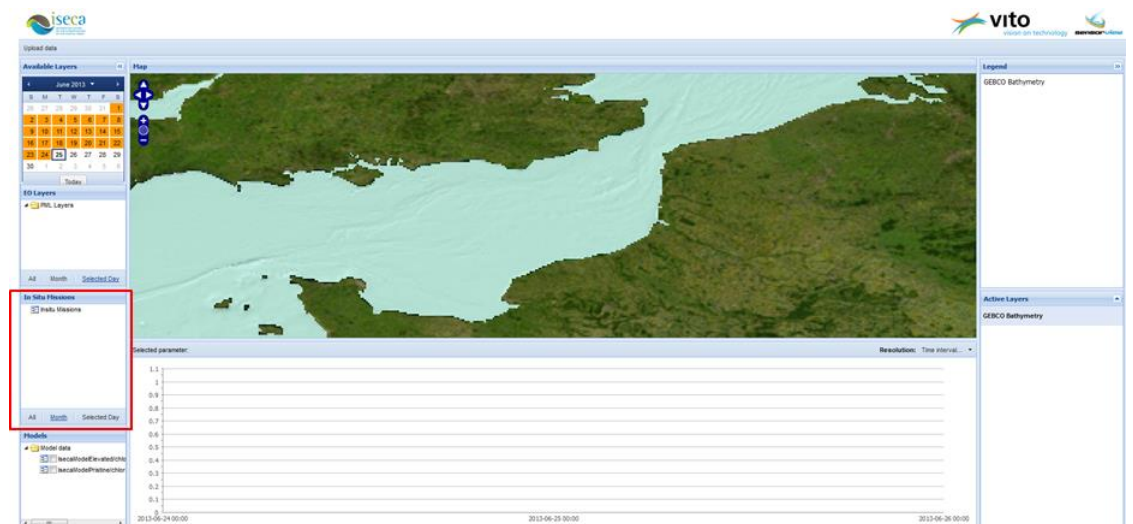 iseca
vito
vision on technology
sensorview
Upload data
Available Layers
June 2013
S M T W T F S
26 27 28 29 30 31 1
2 3 4 5 6 7 8
9 10 11 12 13 14 15
16 17 18 19 20 21 22
23 24 25 26 27 28 29
30 1 2 3 4 5 6
Today
EO Layers
PML Layers
All Month Selected Day
In Situ Missions
Insitu Missions
All Month Selected Day
Models
Model data
IsecaModelElevated/chlo
IsecaModelPristine/chlor
Map
Selected parameter:
Resolution: Time interval...
1.1
1
0.9
0.8
0.7
0.6
0.5
0.4
0.3
0.2
0.1
0
2013-06-24 00:00
2013-06-25 00:00
2013-06-26 00:00
Legend
GEBCO Bathymetry
Active Layers
GEBCO Bathymetry